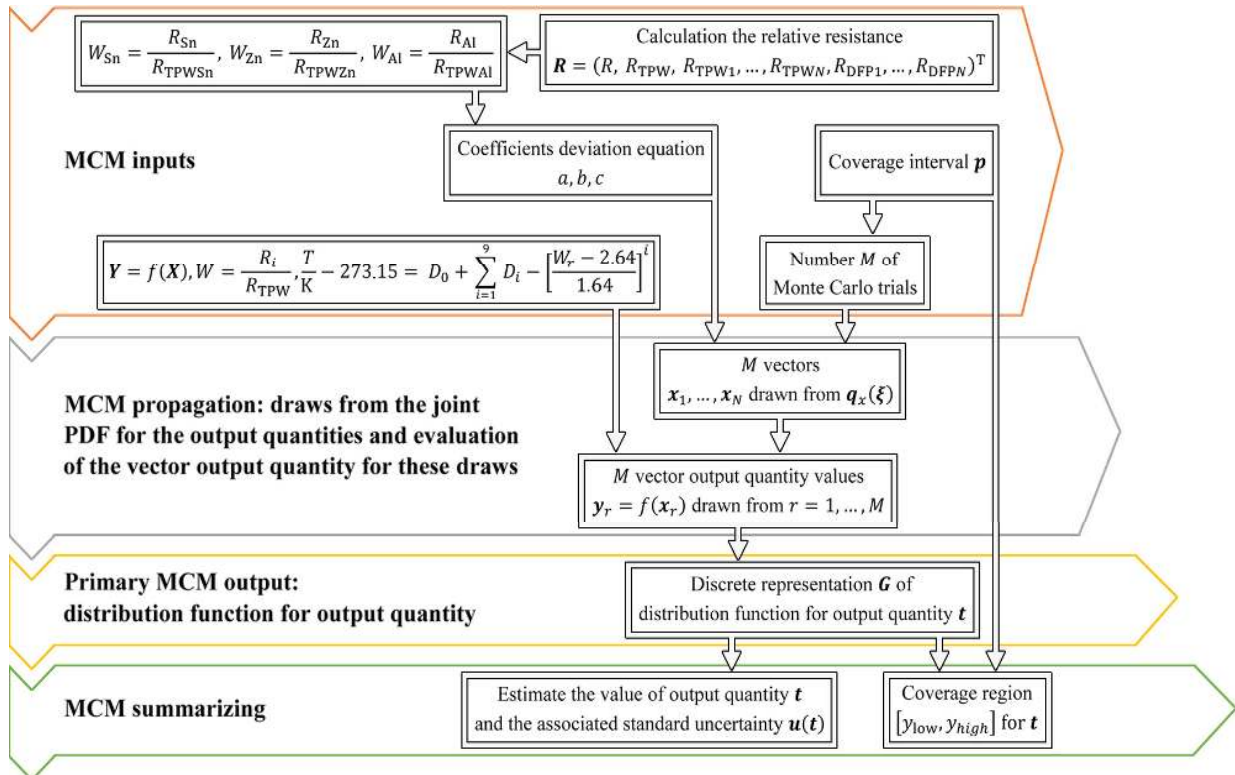 W_Sn = R_Sn / R_TPWSn, W_Zn = R_Zn / R_TPWZn, W_Al = R_Al / R_TPWAl
Calculation the relative resistance
R = (R, R_TPW, R_TPW1, …, R_TPWN, R_DFP1, …, R_DFPN)^T
MCM inputs
Coefficients deviation equation
a, b, c
Coverage interval p
Y = f(X), W = R_i / R_TPW, T/K − 273.15 = D_0 + ∑_{i=1}^{9} D_i − [(W_r − 2.64) / 1.64]^i
Number M of
Monte Carlo trials
MCM propagation: draws from the joint
PDF for the output quantities and evaluation
of the vector output quantity for these draws
M vectors
x_1, …, x_N drawn from q_x(ξ)
M vector output quantity values
y_r = f(x_r) drawn from r = 1, …, M
Primary MCM output:
distribution function for output quantity
Discrete representation G of
distribution function for output quantity t
MCM summarizing
Estimate the value of output quantity t
and the associated standard uncertainty u(t)
Coverage region
[y_low, y_high] for t